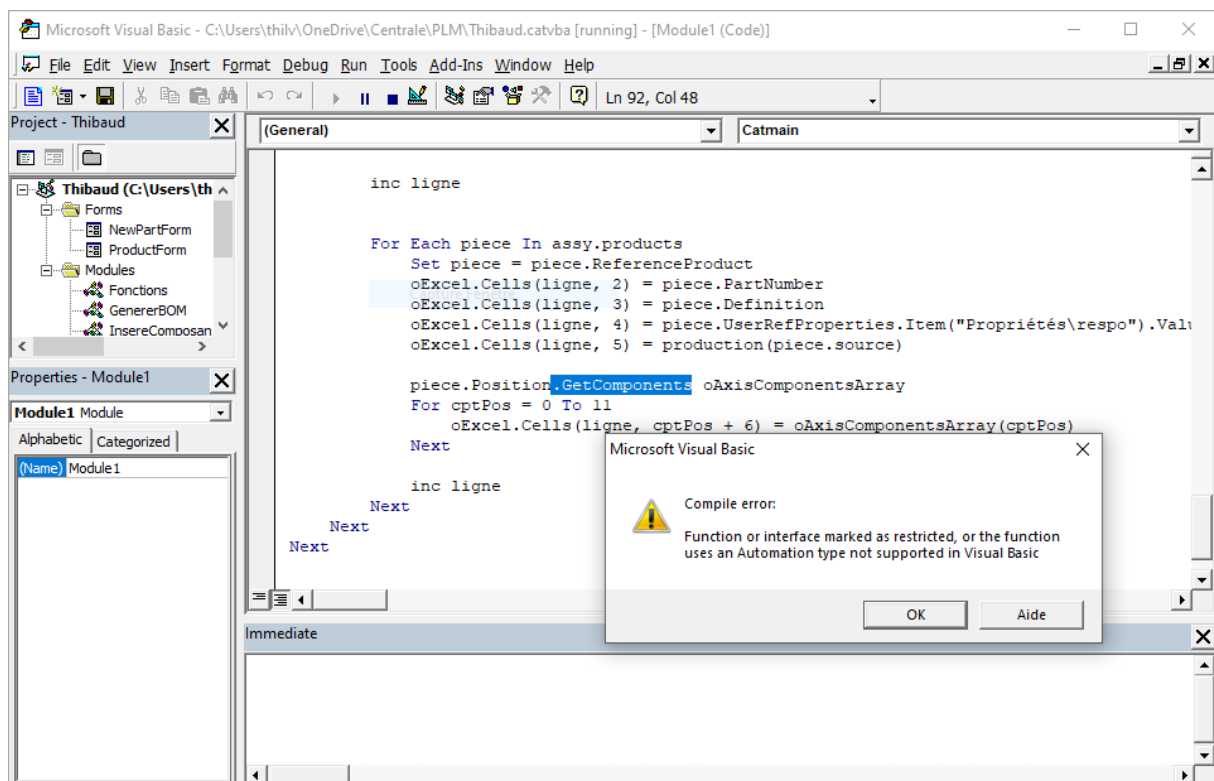 Microsoft Visual Basic - C:\Users\thilv\OneDrive\Centrale\PLM\Thibaud.catvba [running] - [Module1 (Code)]
File Edit View Insert Format Debug Run Tools Add-Ins Window Help
Ln 92, Col 48
Project - Thibaud
(General)
Catmain
Thibaud (C:\Users\th
Forms
NewPartForm
ProductForm
Modules
Fonctions
GenererBOM
InsereComposan
Properties - Module1
Module1 Module
Alphabetic Categorized
(Name) Module1
inc ligne
For Each piece In assy.products
Set piece = piece.ReferenceProduct
oExcel.Cells(ligne, 2) = piece.PartNumber
oExcel.Cells(ligne, 3) = piece.Definition
oExcel.Cells(ligne, 4) = piece.UserRefProperties.Item("Propriétés\respo").Valu
oExcel.Cells(ligne, 5) = production(piece.source)
piece.Position.GetComponents oAxisComponentsArray
For cptPos = 0 To 11
oExcel.Cells(ligne, cptPos + 6) = oAxisComponentsArray(cptPos)
Next
inc ligne
Next
Next
Next
Microsoft Visual Basic
Compile error:
Function or interface marked as restricted, or the function
uses an Automation type not supported in Visual Basic
OK
Aide
Immediate